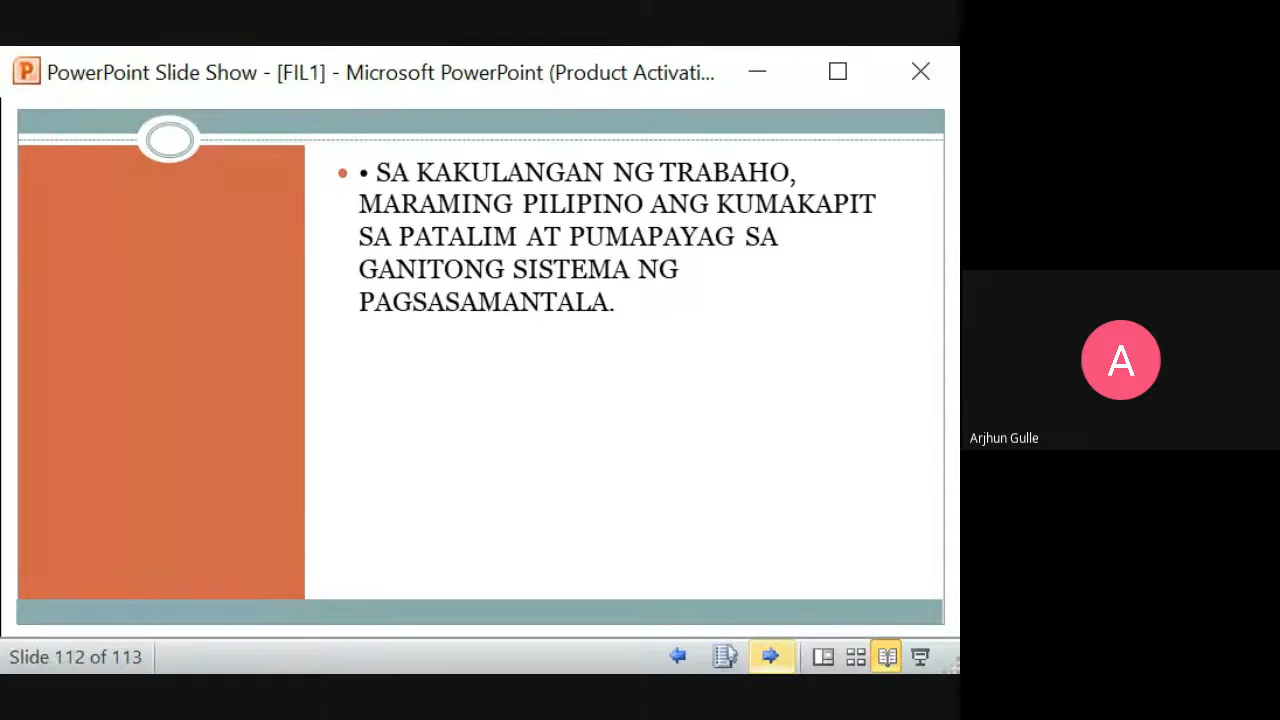 PowerPoint Slide Show - [FIL1] - Microsoft PowerPoint (Product Activati...
• • SA KAKULANGAN NG TRABAHO,
MARAMING PILIPINO ANG KUMAKAPIT
SA PATALIM AT PUMAPAYAG SA
GANITONG SISTEMA NG
PAGSASAMANTALA.
A
Arjhun Gulle
Slide 112 of 113